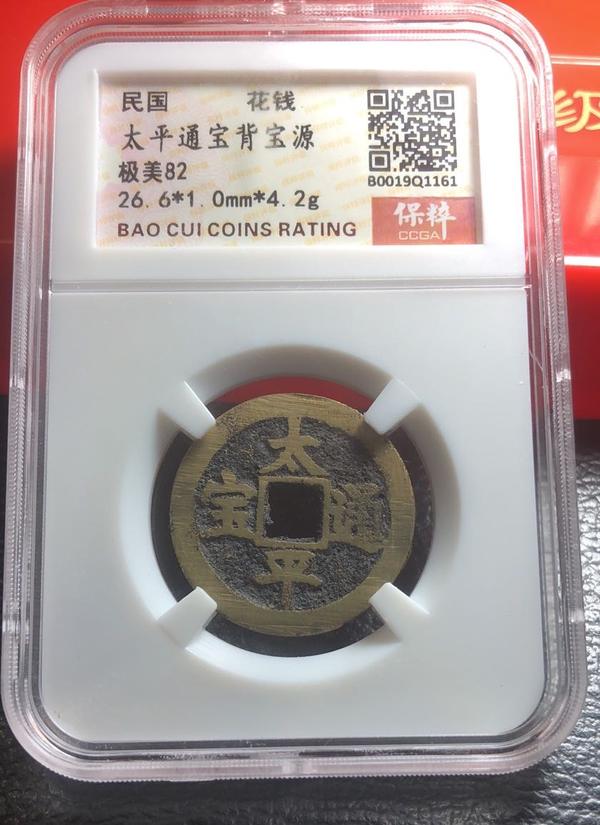 民国 花钱
太平通宝背宝源
极美82
26.6*1.0mm*4.2g
BAO CUI COINS RATING
B0019Q1161
保粹
CCGA
级
太
宝 通
平